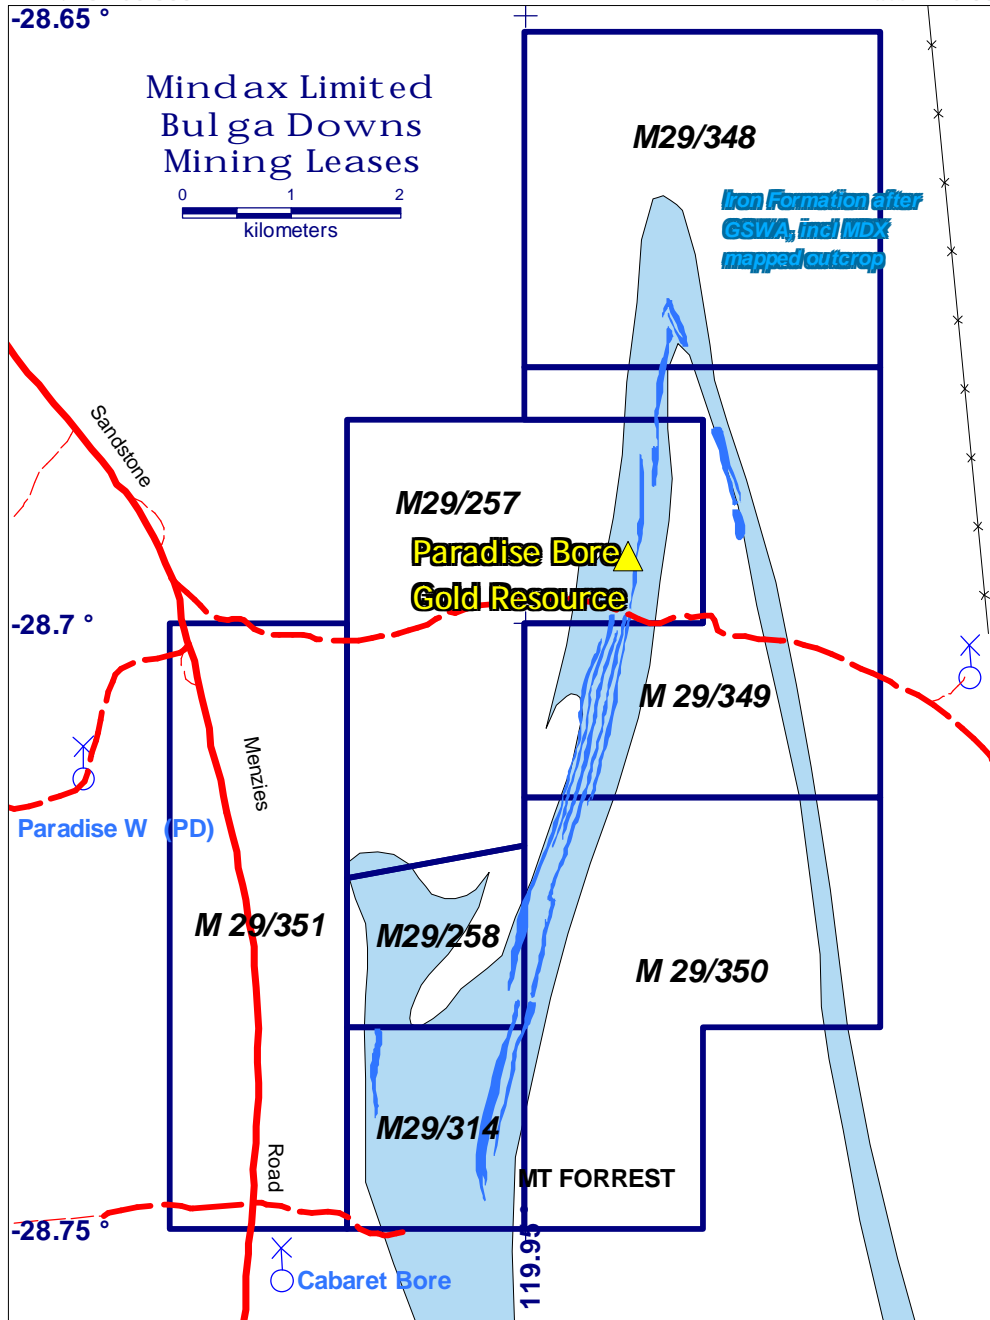 -28.65 °
Mindax Limited
Bulga Downs
Mining Leases
0 1 2
kilometers
M29/348
Iron Formation after
GSWA, incl MDX
mapped outcrop
Sandstone
M29/257
Paradise Bore
Gold Resource
-28.7 °
M 29/349
Menzies
Paradise W (PD)
M 29/351
M29/258
M 29/350
M29/314
Road
MT FORREST
-28.75 °
119.95 °
Cabaret Bore